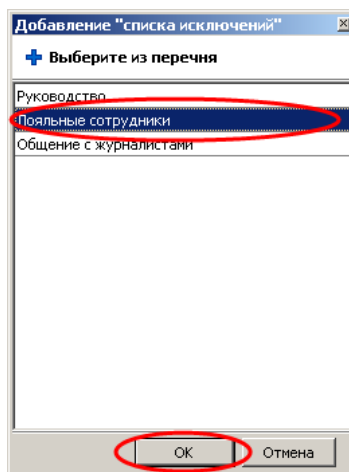 Добавление "списка исключений"
Выберите из перечня
Руководство
Лояльные сотрудники
Общение с журналистами
OK
Отмена